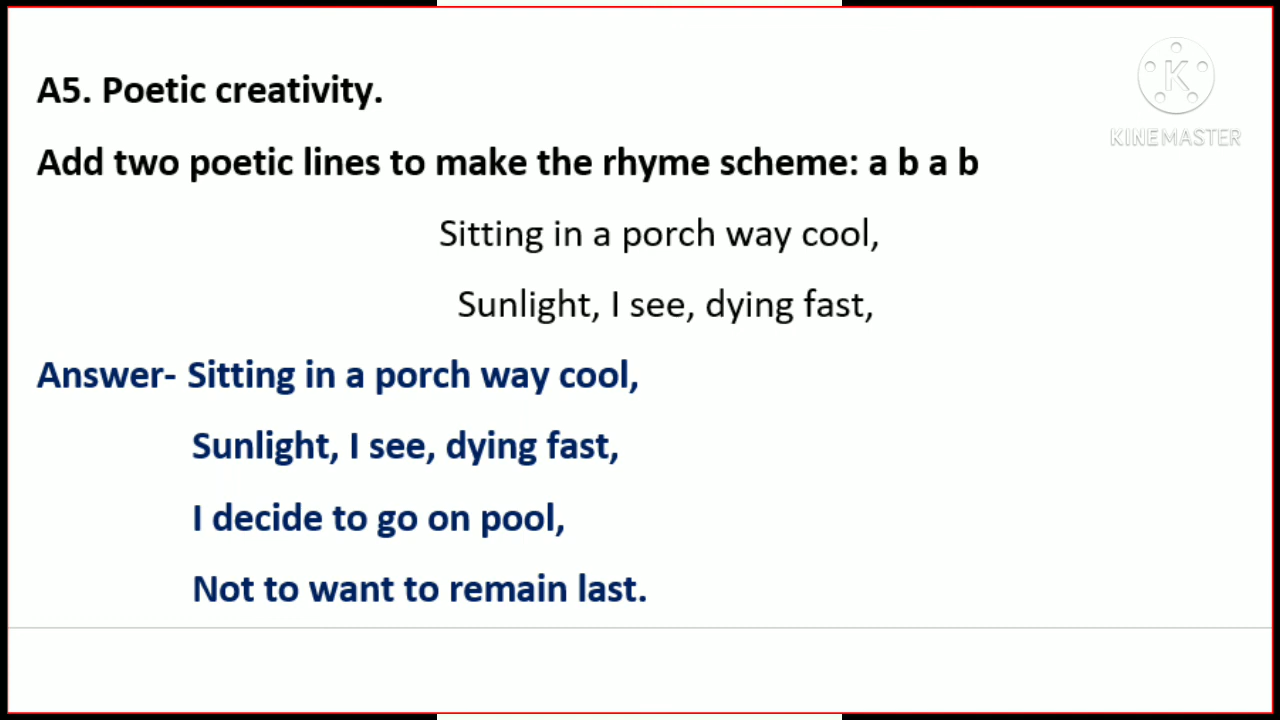 A5. Poetic creativity.
K
KINEMASTER
Add two poetic lines to make the rhyme scheme: a b a b
Sitting in a porch way cool,
Sunlight, I see, dying fast,
Answer- Sitting in a porch way cool,
Sunlight, I see, dying fast,
I decide to go on pool,
Not to want to remain last.